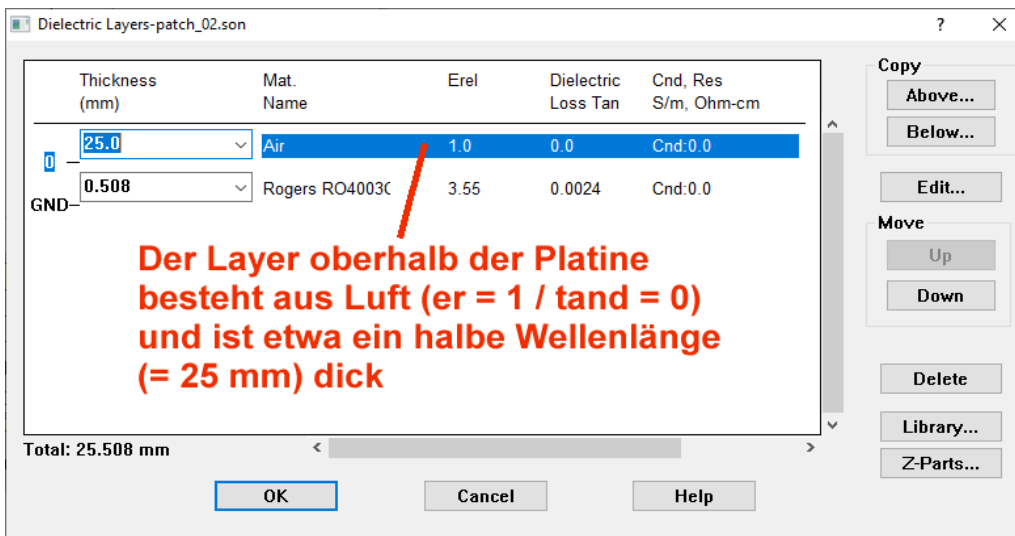 Dielectric Layers-patch_02.son ? ×
Thickness Mat. Erel Dielectric Cnd, Res
(mm) Name Loss Tan S/m, Ohm-cm
25.0 Air 1.0 0.0 Cnd:0.0
0
0.508 Rogers RO4003C 3.55 0.0024 Cnd:0.0
GND
Der Layer oberhalb der Platine
besteht aus Luft (er = 1 / tand = 0)
und ist etwa ein halbe Wellenlänge
(= 25 mm) dick
Total: 25.508 mm
OK Cancel Help
Copy
Above...
Below...
Edit...
Move
Up
Down
Delete
Library...
Z-Parts...